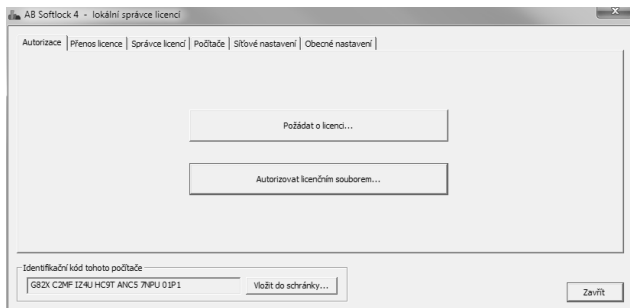 AB Softlock 4 - lokální správce licencí
Autorizace Přenos licence Správce licencí Počítače Síťové nastavení Obecné nastavení
Požádat o licenci...
Autorizovat licenčním souborem...
Identifikační kód tohoto počítače
G82X C2MF IZ4U HC9T ANC5 7NPU 01P1 Vložit do schránky...
Zavřít